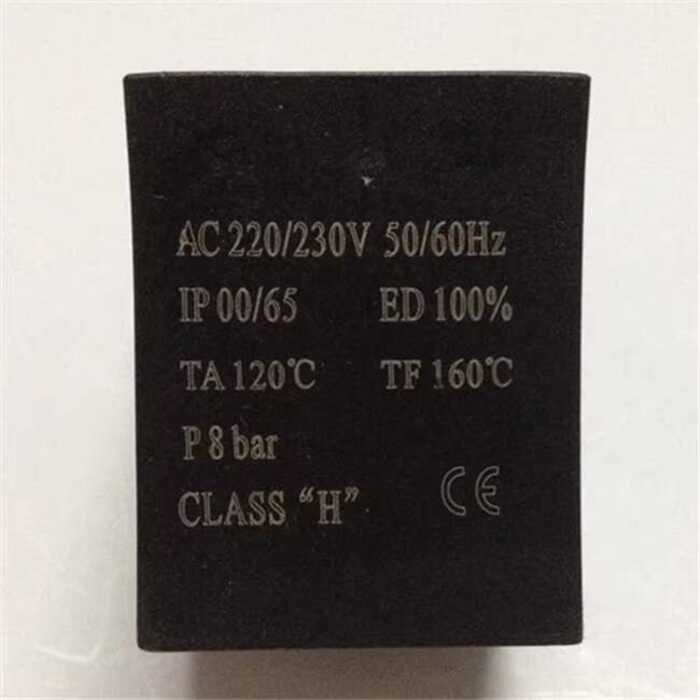 AC 220/230V 50/60Hz
IP 00/65 ED 100%
TA 120℃ TF 160℃
P 8 bar
CLASS “H” CE